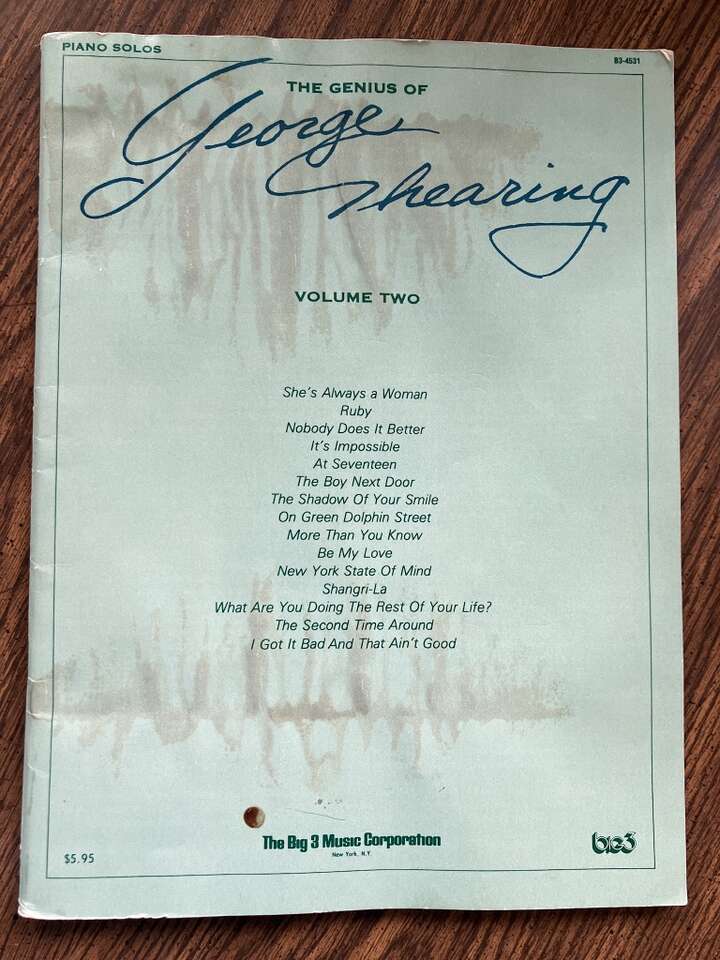 PIANO SOLOS
B3-4531
THE GENIUS OF
George
Shearing
VOLUME TWO
She's Always a Woman
Ruby
Nobody Does It Better
It's Impossible
At Seventeen
The Boy Next Door
The Shadow Of Your Smile
On Green Dolphin Street
More Than You Know
Be My Love
New York State Of Mind
Shangri-La
What Are You Doing The Rest Of Your Life?
The Second Time Around
I Got It Bad And That Ain't Good
The Big 3 Music Corporation
New York, N.Y.
$5.95
big3